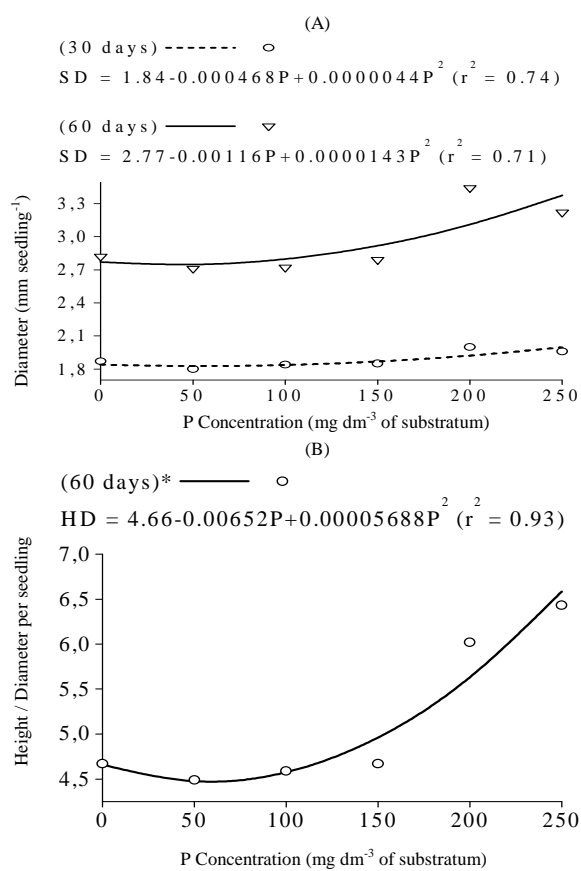 (A)
(30 days)
SD = 1.84-0.000468P+0.0000044P² (r² = 0.74)
(60 days)
SD = 2.77-0.00116P+0.0000143P² (r² = 0.71)
Diameter (mm seedling⁻¹)
3,3
3,0
2,7
2,4
2,1
1,8
0 50 100 150 200 250
P Concentration (mg dm⁻³ of substratum)
(B)
(60 days)*
HD = 4.66-0.00652P+0.00005688P² (r² = 0.93)
Height / Diameter per seedling
7,0
6,5
6,0
5,5
5,0
4,5
0 50 100 150 200 250
P Concentration (mg dm⁻³ of substratum)